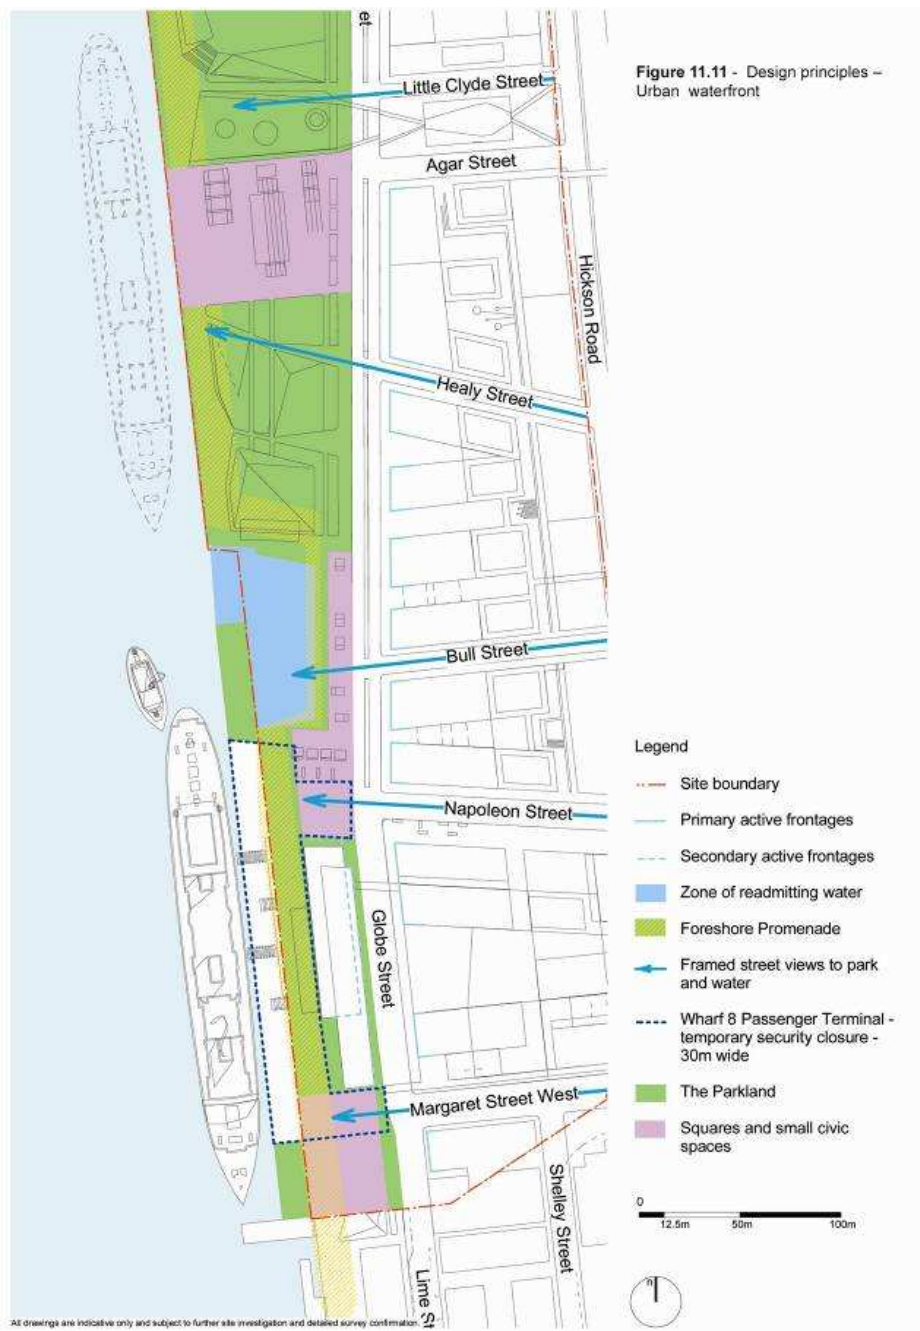 et
Little Clyde Street
Agar Street
Hickson Road
Healy Street
Bull Street
Napoleon Street
Globe Street
Margaret Street West
Shelley Street
Lime St
Figure 11.11 - Design principles –
Urban waterfront
Legend
Site boundary
Primary active frontages
Secondary active frontages
Zone of readmitting water
Foreshore Promenade
Framed street views to park
and water
Wharf 8 Passenger Terminal -
temporary security closure -
30m wide
The Parkland
Squares and small civic
spaces
0
12.5m 50m 100m
n
All drawings are indicative only and subject to further site investigation and detailed survey confirmation.